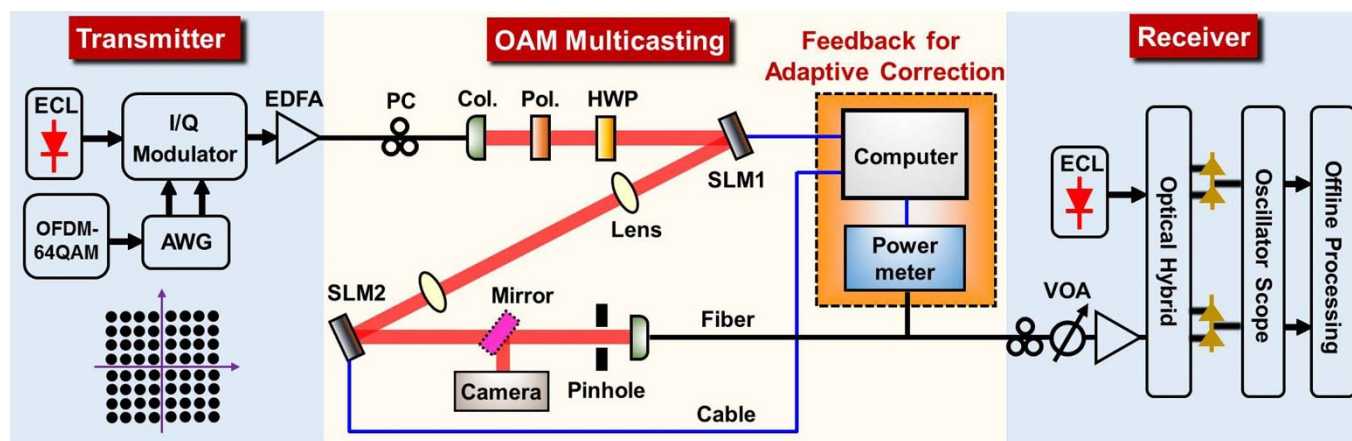 Transmitter
ECL
I/Q
Modulator
EDFA
OFDM-
64QAM
AWG
OAM Multicasting
PC
Col.
Pol.
HWP
SLM1
Lens
SLM2
Mirror
Camera
Pinhole
Fiber
Cable
Feedback for
Adaptive Correction
Computer
Power
meter
Receiver
ECL
VOA
Optical Hybrid
Oscillator Scope
Offline Processing